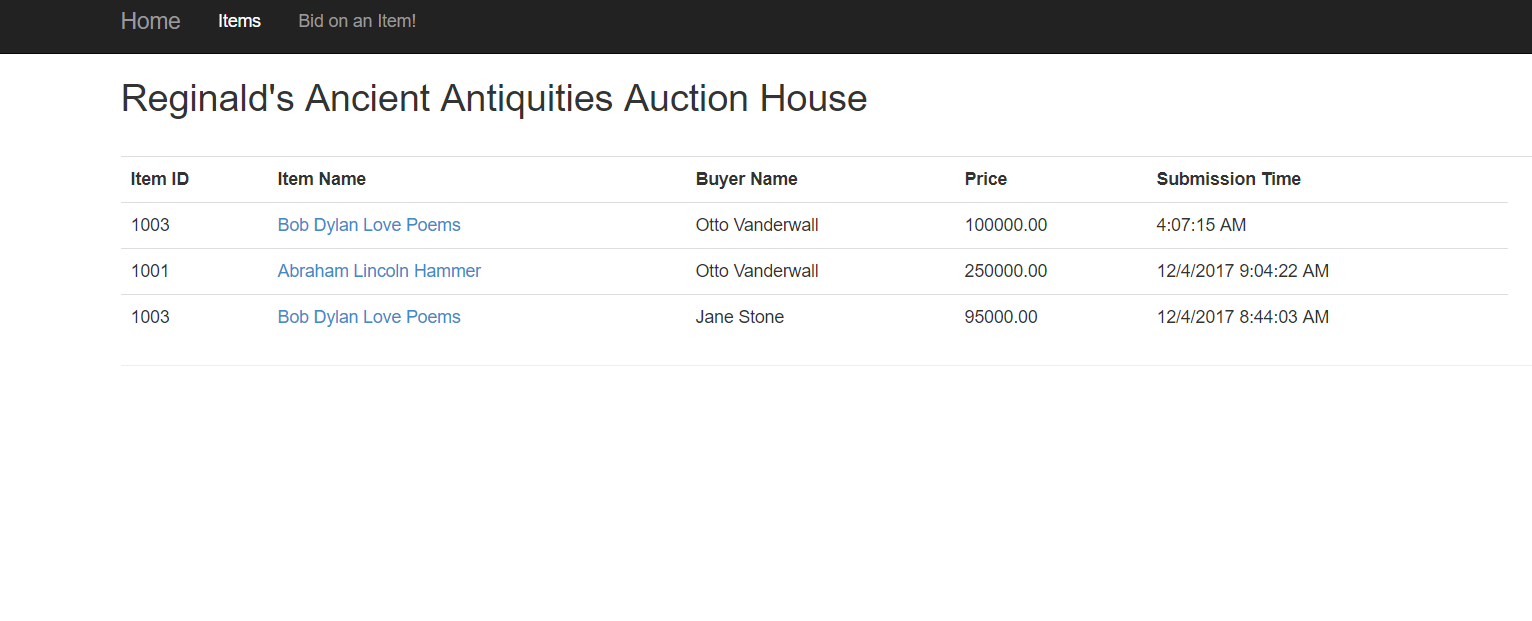 Home Items Bid on an Item!
Reginald's Ancient Antiquities Auction House
Item ID Item Name Buyer Name Price Submission Time
1003 Bob Dylan Love Poems Otto Vanderwall 100000.00 4:07:15 AM
1001 Abraham Lincoln Hammer Otto Vanderwall 250000.00 12/4/2017 9:04:22 AM
1003 Bob Dylan Love Poems Jane Stone 95000.00 12/4/2017 8:44:03 AM